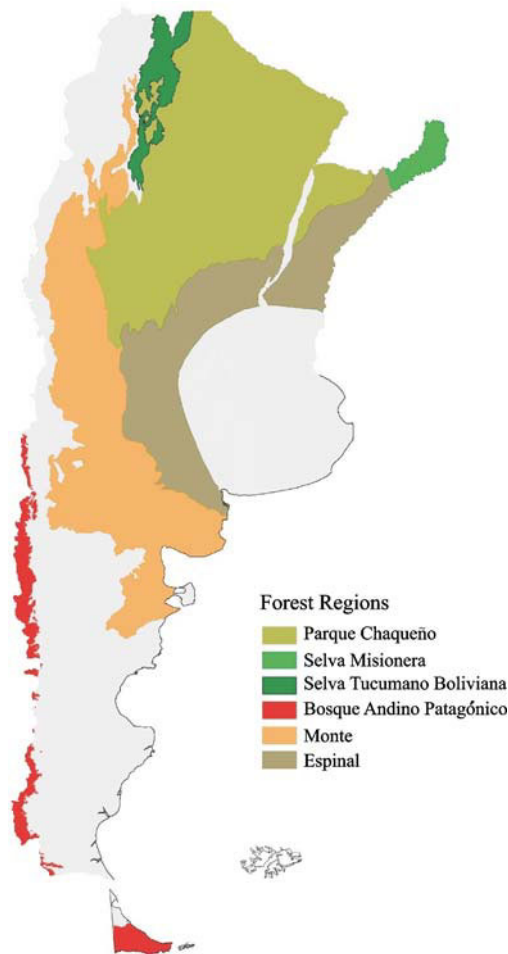 Forest Regions
Parque Chaqueño
Selva Misionera
Selva Tucumano Boliviana
Bosque Andino Patagónico
Monte
Espinal